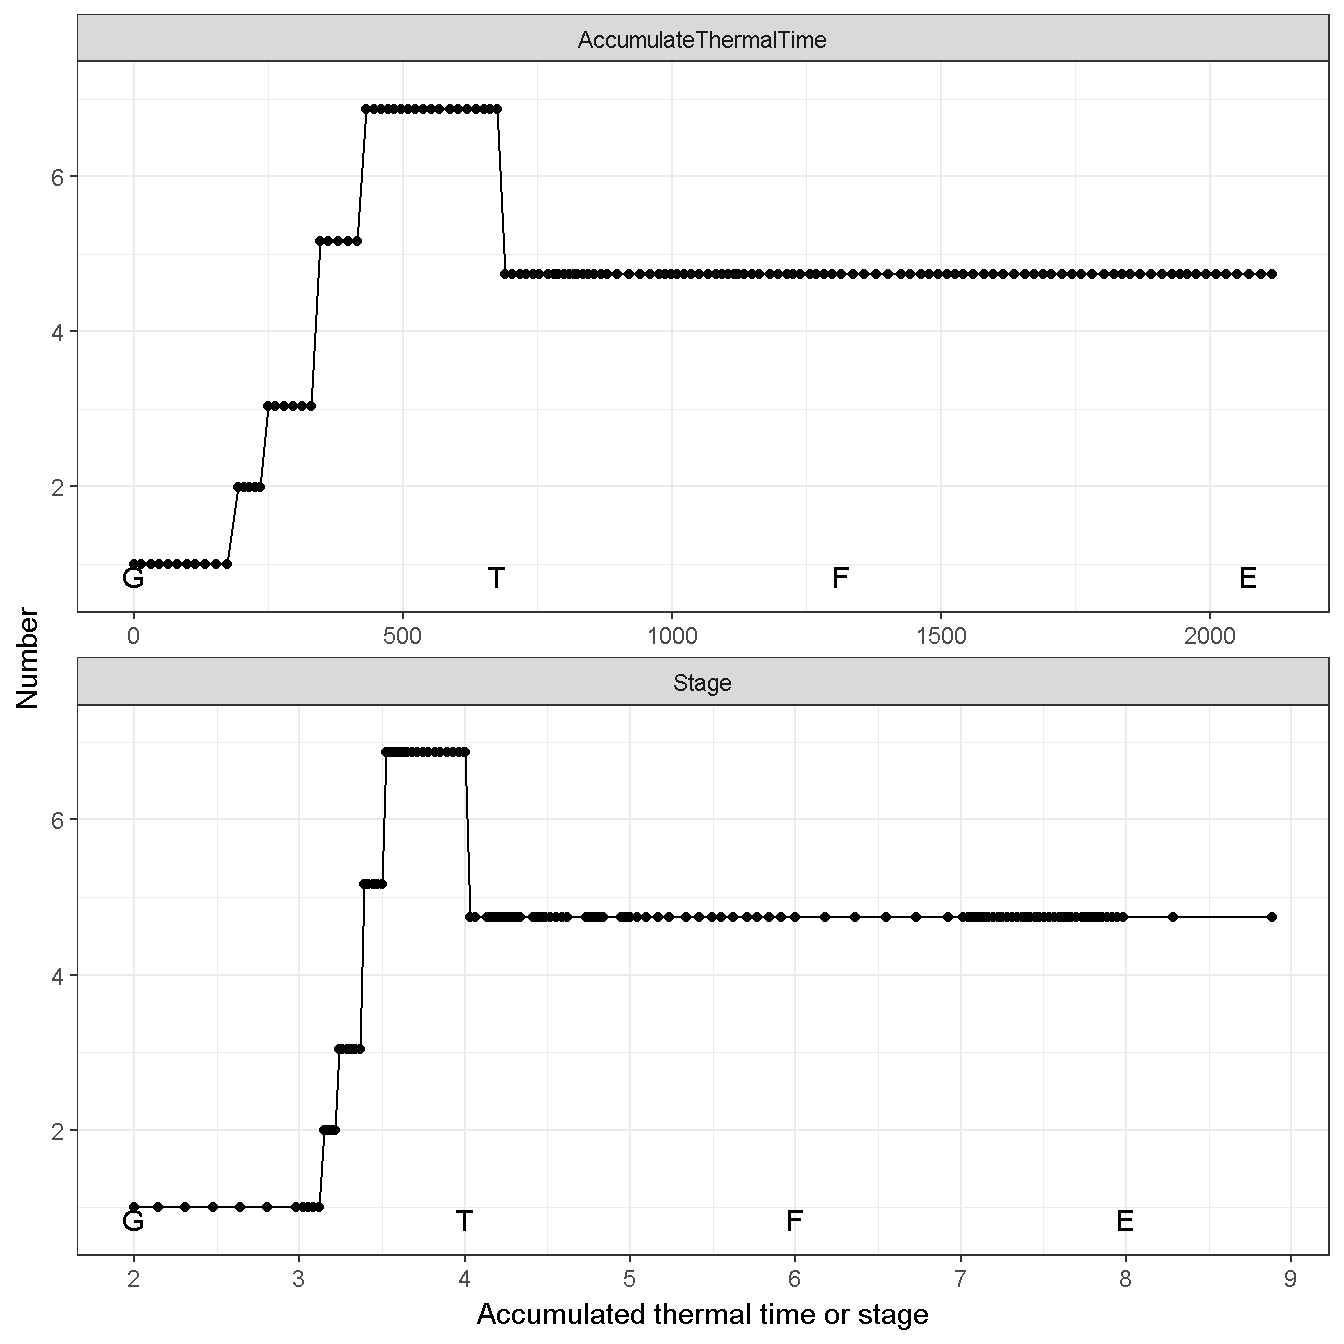 AccumulateThermalTime
6
4
2
G T F E
0 500 1000 1500 2000
Number
Stage
6
4
2
G T F E
2 3 4 5 6 7 8 9
Accumulated thermal time or stage